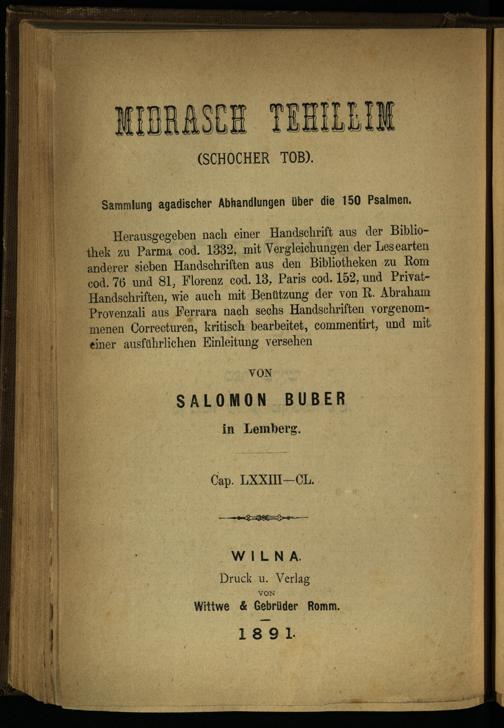 MIDRASCH TEHILLIM
(SCHOCHER TOB).
Sammlung agadischer Abhandlungen über die 150 Psalmen.
Herausgegeben nach einer Handschrift aus der Biblio-
thek zu Parma cod. 1332, mit Vergleichungen der Lesearten
anderer sieben Handschriften aus den Bibliotheken zu Rom
cod. 76 und 81, Florenz cod. 13, Paris cod. 152, und Privat-
Handschriften, wie auch mit Benützung der von R. Abraham
Provenzali aus Ferrara nach sechs Handschriften vorgenom-
menen Correcturen, kritisch bearbeitet, commentirt, und mit
einer ausführlichen Einleitung versehen
VON
SALOMON BUBER
in Lemberg.
Cap. LXXIII—CL.
WILNA.
Druck u. Verlag
VON
Wittwe & Gebrüder Romm.
1891.